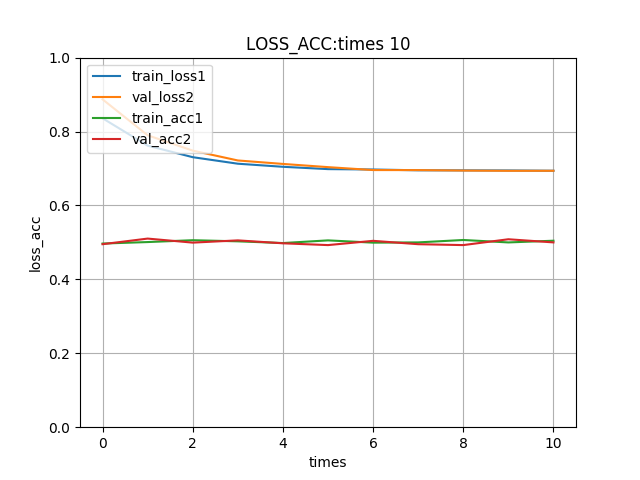 LOSS_ACC:times 10
1.0
0.8
0.6
0.4
0.2
0.0
loss_acc
train_loss1
val_loss2
train_acc1
val_acc2
0 2 4 6 8 10
times